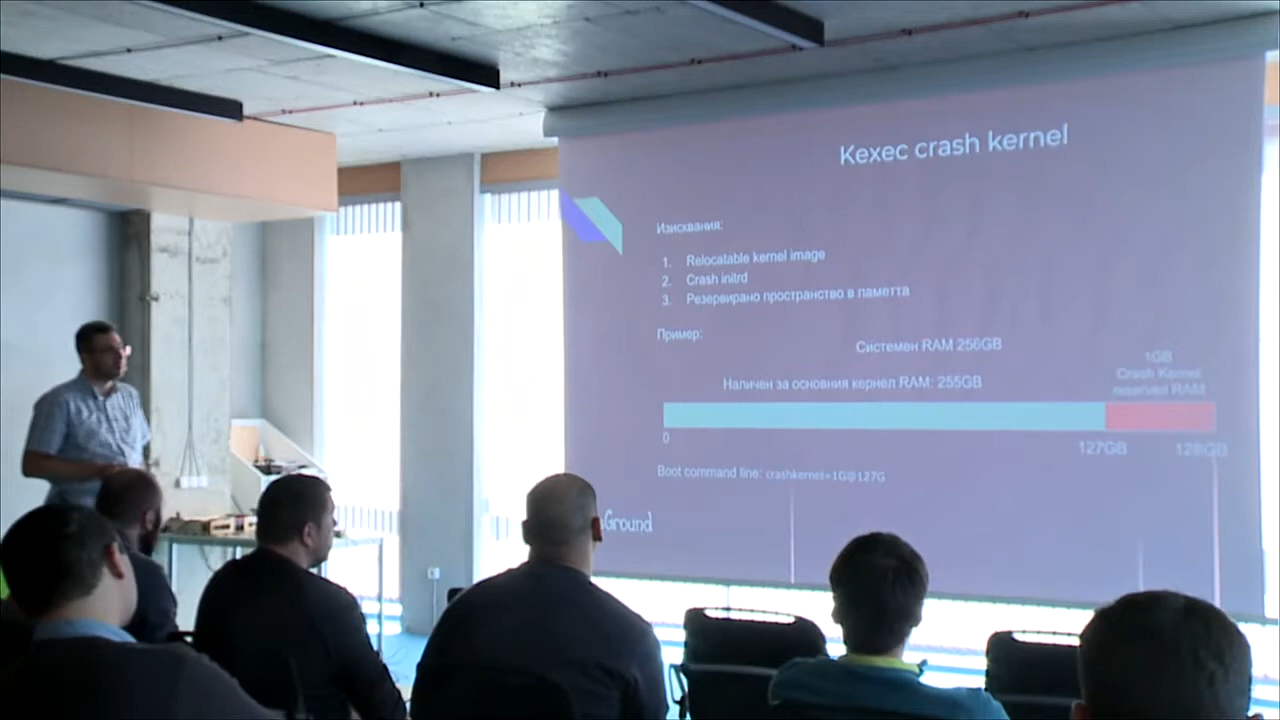 Kexec crash kernel
Изисквания:
1. Relocatable kernel image
2. Crash initrd
3. Резервирано пространство в паметта
Пример:
Системен RAM 256GB
1GB
Crash Kernel
reserved RAM
Наличен за основния кернел RAM: 255GB
0
127GB
128GB
Boot command line: crashkernel=1G@127G
Ground